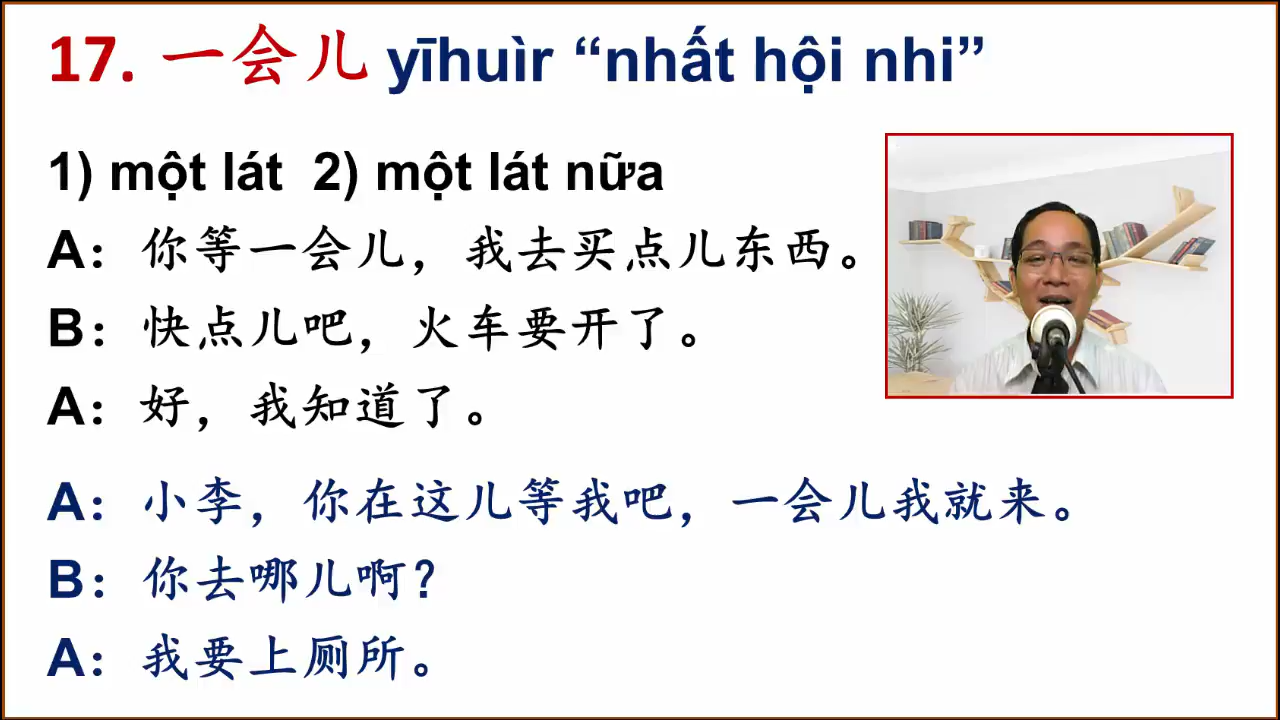 17. 一会儿 yīhuìr “nhất hội nhi”
1) một lát 2) một lát nữa
A：你等一会儿，我去买点儿东西。
B：快点儿吧，火车要开了。
A：好，我知道了。
A：小李，你在这儿等我吧，一会儿我就来。
B：你去哪儿啊？
A：我要上厕所。